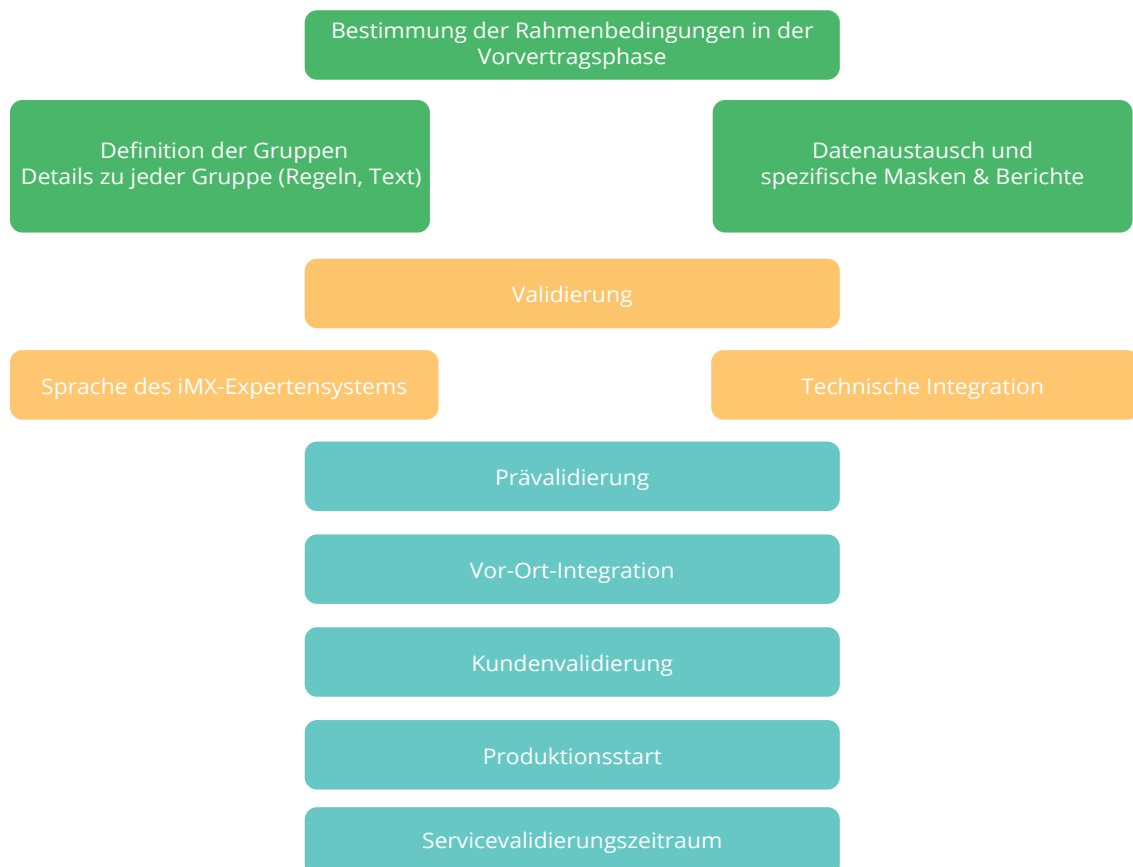 Bestimmung der Rahmenbedingungen in der
Vorvertragsphase
Definition der Gruppen
Details zu jeder Gruppe (Regeln, Text)
Datenaustausch und
spezifische Masken & Berichte
Validierung
Sprache des iMX-Expertensystems
Technische Integration
Prävalidierung
Vor-Ort-Integration
Kundenvalidierung
Produktionsstart
Servicevalidierungszeitraum